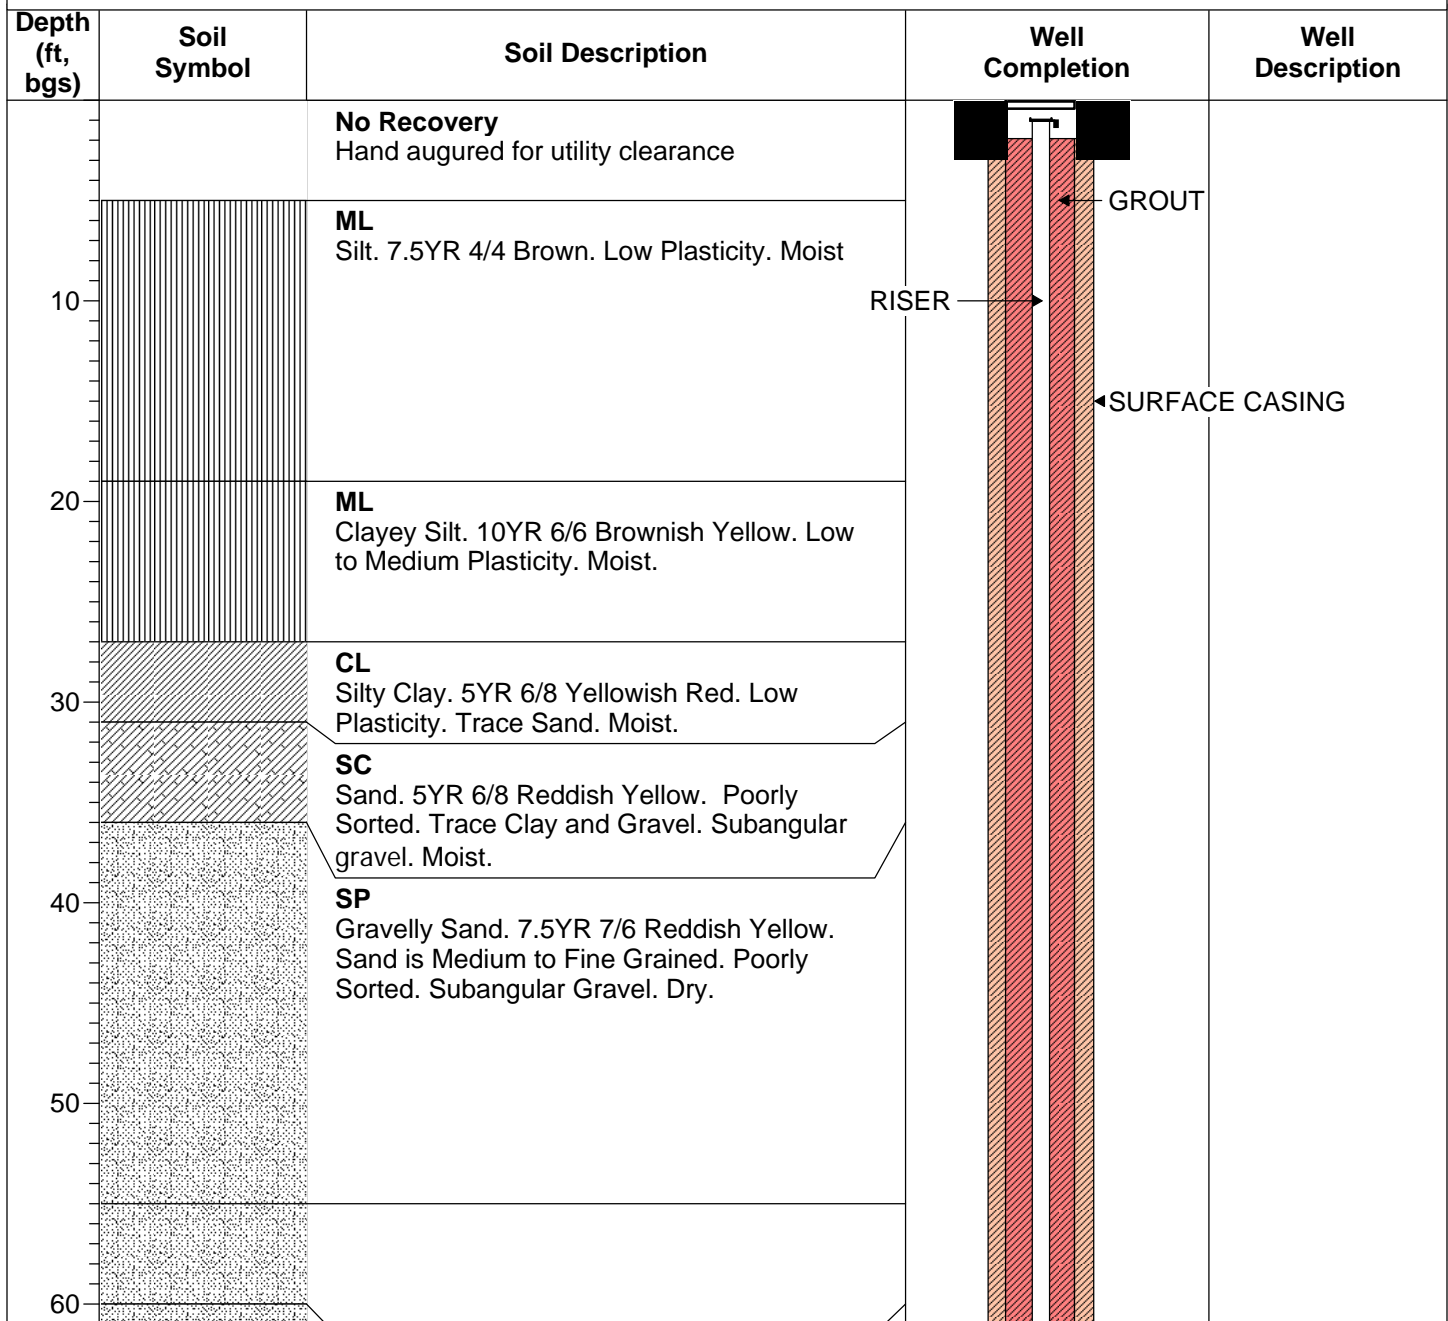 Depth
(ft,
bgs)
Soil
Symbol
Soil Description
Well
Completion
Well
Description
No Recovery
Hand augured for utility clearance
GROUT
ML
Silt. 7.5YR 4/4 Brown. Low Plasticity. Moist
10
RISER
SURFACE CASING
20
ML
Clayey Silt. 10YR 6/6 Brownish Yellow. Low
to Medium Plasticity. Moist.
CL
Silty Clay. 5YR 6/8 Yellowish Red. Low
Plasticity. Trace Sand. Moist.
30
SC
Sand. 5YR 6/8 Reddish Yellow.  Poorly
Sorted. Trace Clay and Gravel. Subangular
gravel. Moist.
40
SP
Gravelly Sand. 7.5YR 7/6 Reddish Yellow.
Sand is Medium to Fine Grained. Poorly
Sorted. Subangular Gravel. Dry.
50
60